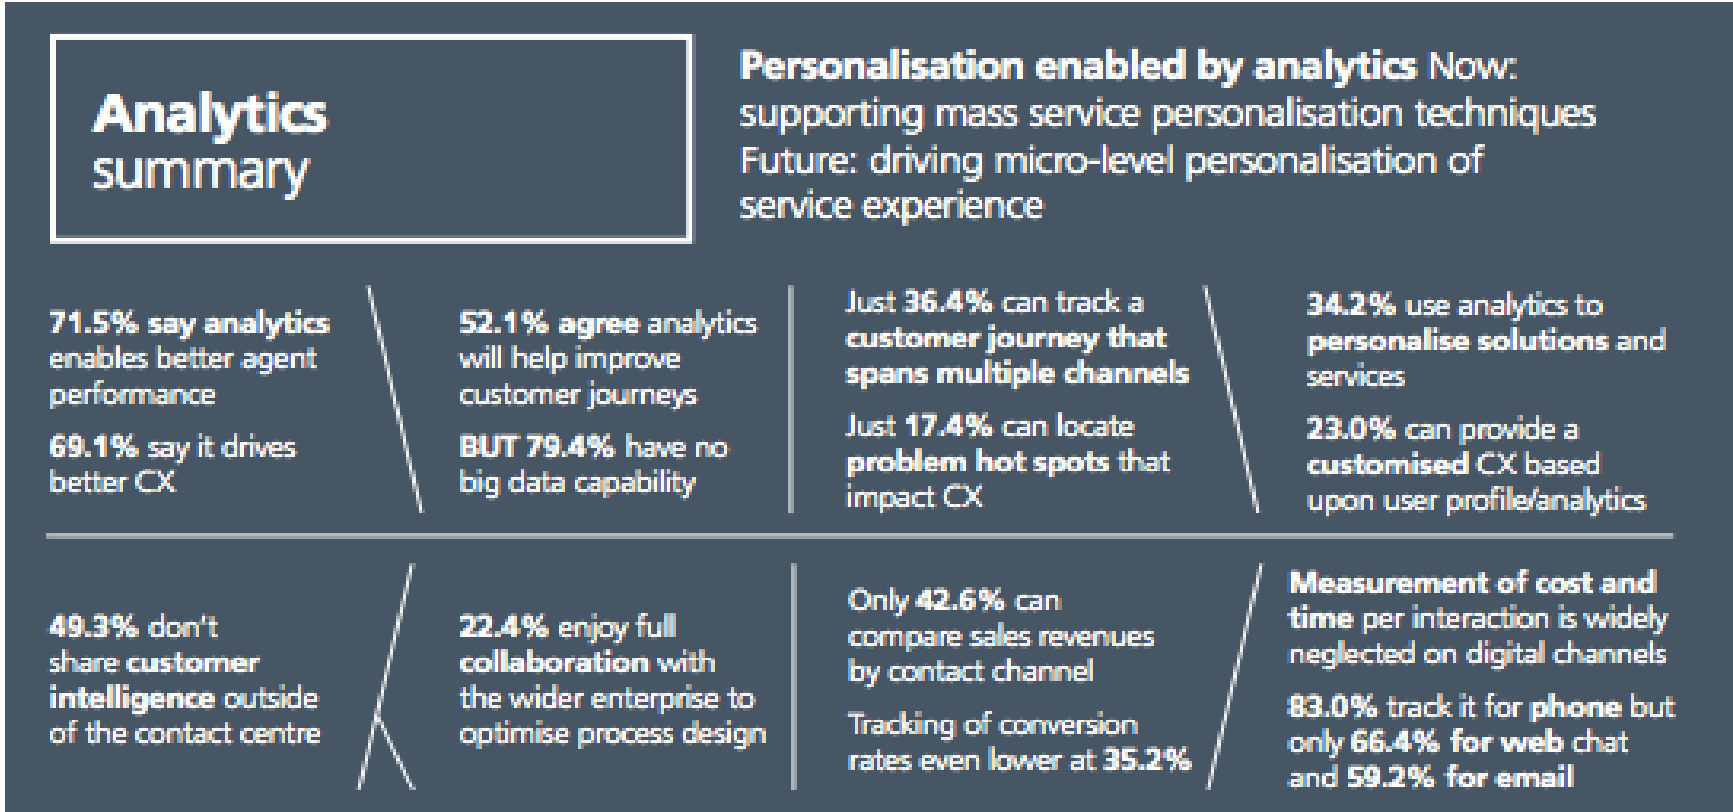 Analytics
summary
Personalisation enabled by analytics Now:
supporting mass service personalisation techniques
Future: driving micro-level personalisation of
service experience
71.5% say analytics
enables better agent
performance
69.1% say it drives
better CX
52.1% agree analytics
will help improve
customer journeys
BUT 79.4% have no
big data capability
Just 36.4% can track a
customer journey that
spans multiple channels
Just 17.4% can locate
problem hot spots that
impact CX
34.2% use analytics to
personalise solutions and
services
23.0% can provide a
customised CX based
upon user profile/analytics
49.3% don't
share customer
intelligence outside
of the contact centre
22.4% enjoy full
collaboration with
the wider enterprise to
optimise process design
Only 42.6% can
compare sales revenues
by contact channel
Tracking of conversion
rates even lower at 35.2%
Measurement of cost and
time per interaction is widely
neglected on digital channels
83.0% track it for phone but
only 66.4% for web chat
and 59.2% for email